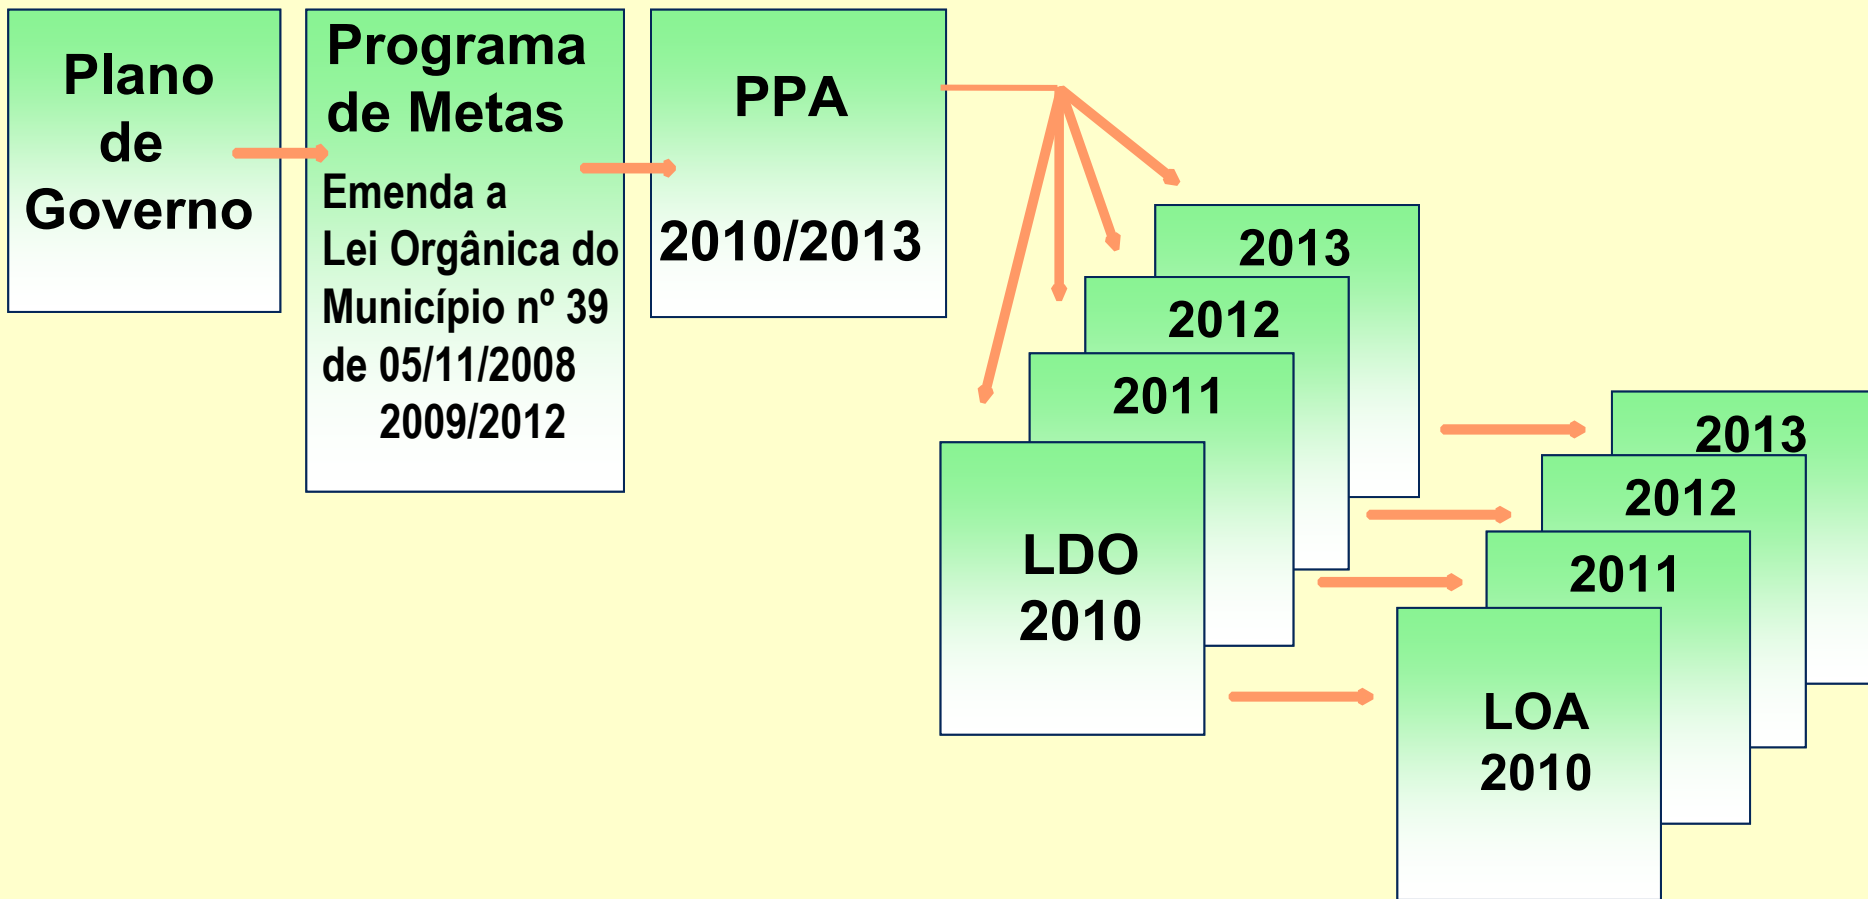 Plano
de
Governo
Programa
de Metas
Emenda a
Lei Orgânica do
Município nº 39
de 05/11/2008
2009/2012
PPA
2010/2013
2013
2012
2011
LDO
2010
2013
2012
2011
LOA
2010